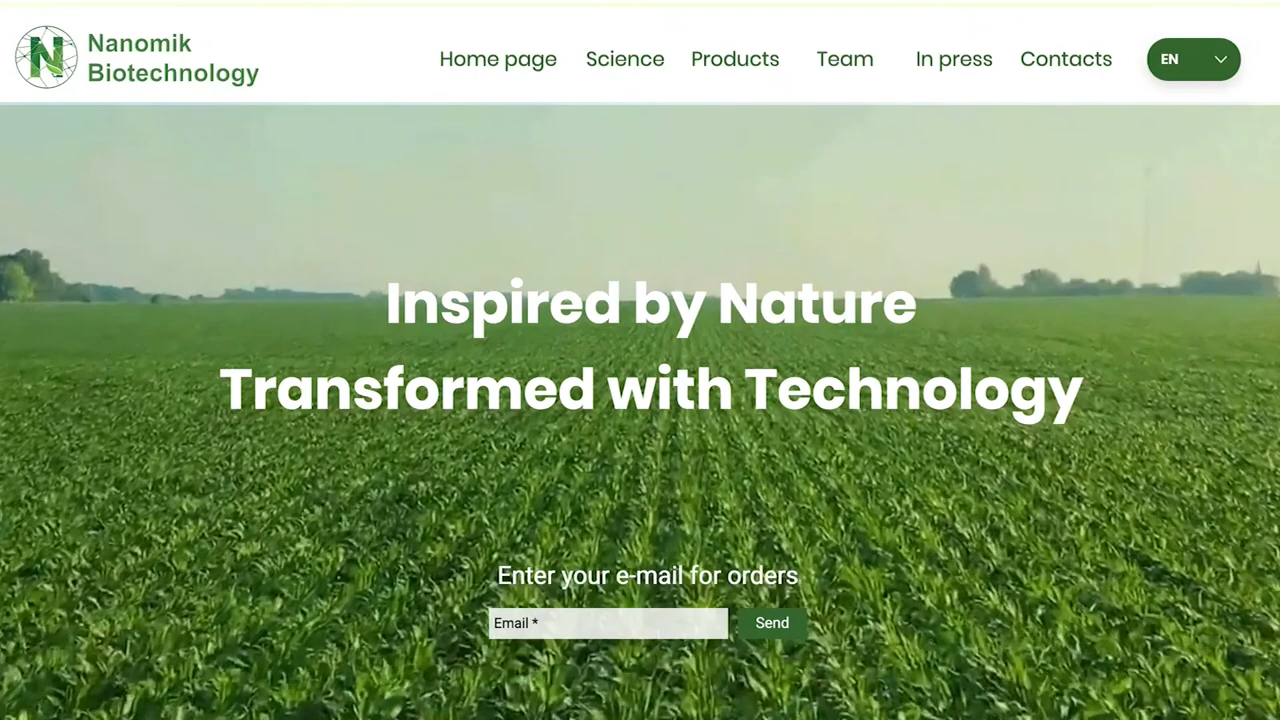 Nanomik
Biotechnology
Home page Science Products Team In press Contacts EN
Inspired by Nature
Transformed with Technology
Enter your e-mail for orders
Email * Send